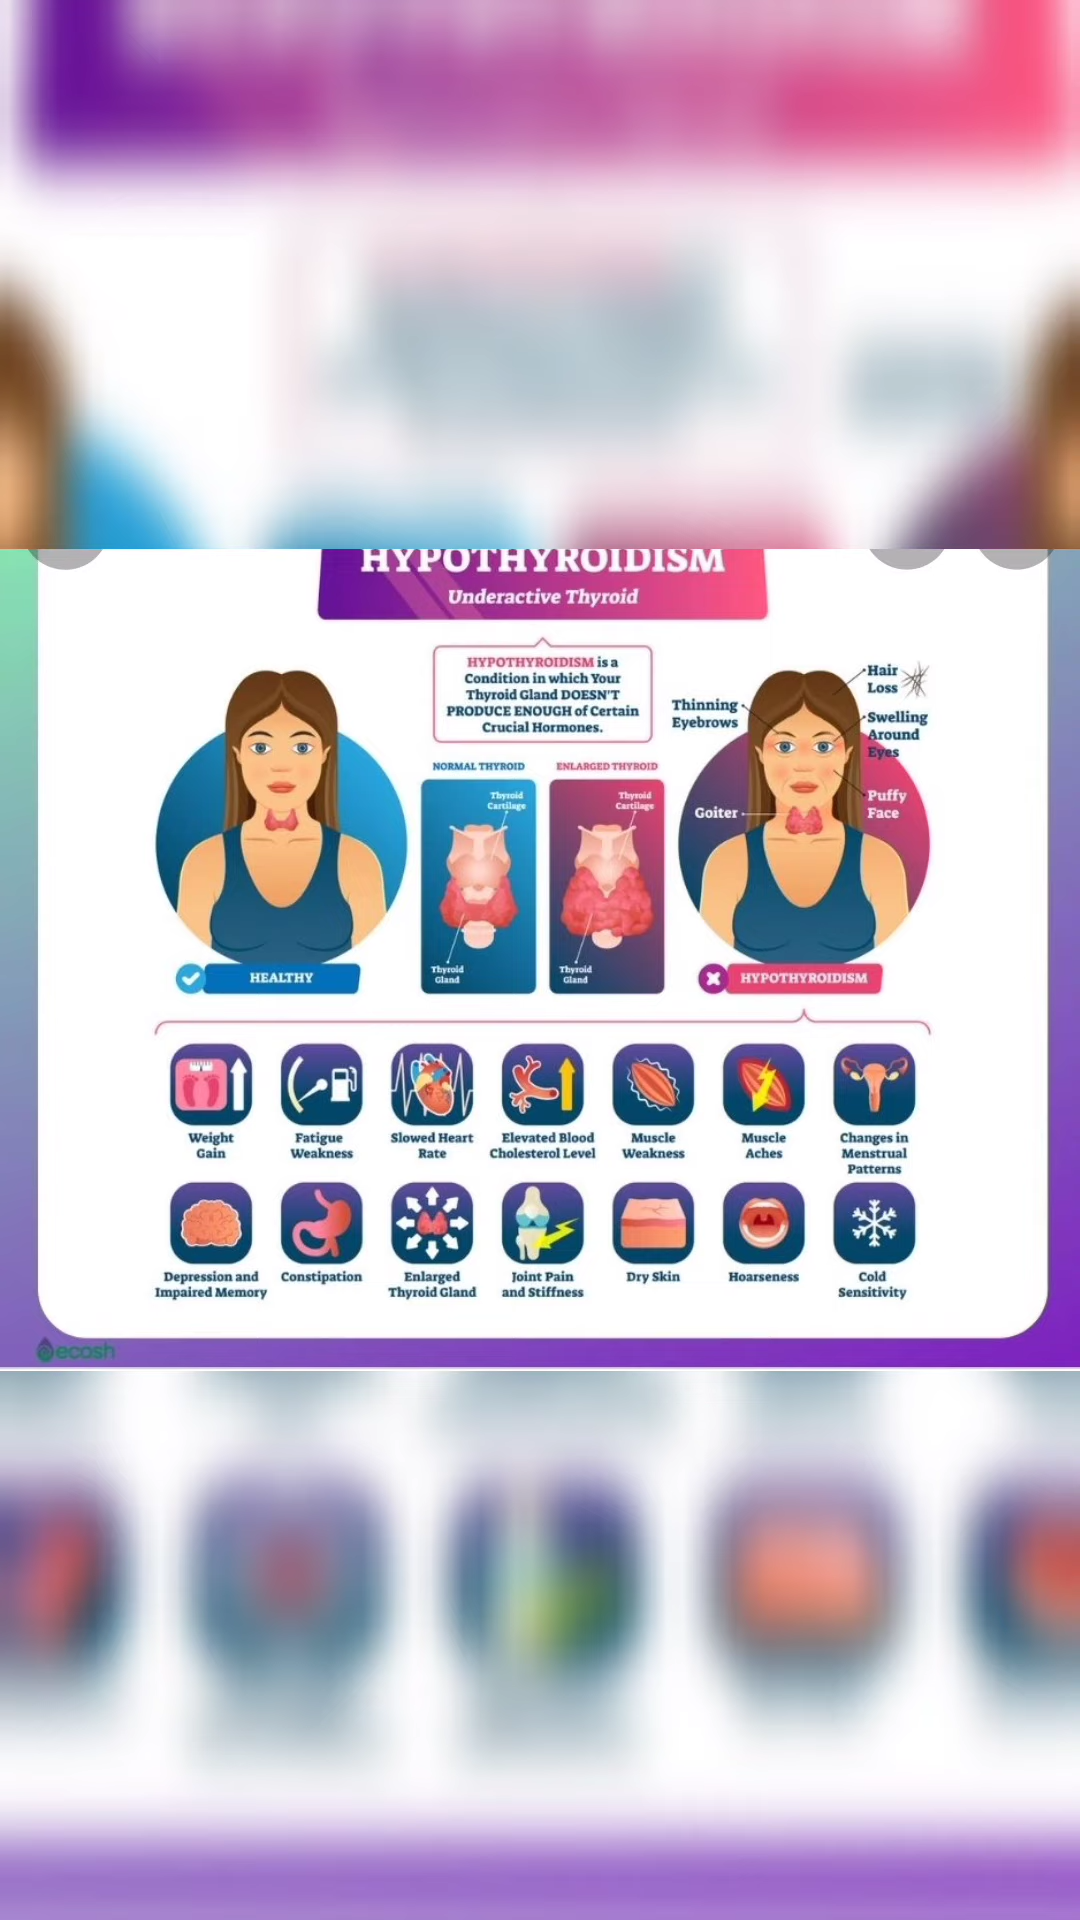 HYPOTHYROIDISM
Underactive Thyroid
HYPOTHYROIDISM is a
Condition in which Your
Thyroid Gland DOESN'T
PRODUCE ENOUGH of Certain
Crucial Hormones.
NORMAL THYROID
Thyroid
Cartilage
Thyroid
Gland
ENLARGED THYROID
Thyroid
Cartilage
Thyroid
Gland
Thinning
Eyebrows
Goiter
Hair
Loss
Swelling
Around
Eyes
Puffy
Face
HEALTHY
HYPOTHYROIDISM
Weight
Gain
Fatigue
Weakness
Slowed Heart
Rate
Elevated Blood
Cholesterol Level
Muscle
Weakness
Muscle
Aches
Changes in
Menstrual
Patterns
Depression and
Impaired Memory
Constipation
Enlarged
Thyroid Gland
Joint Pain
and Stiffness
Dry Skin
Hoarseness
Cold
Sensitivity
ecosh